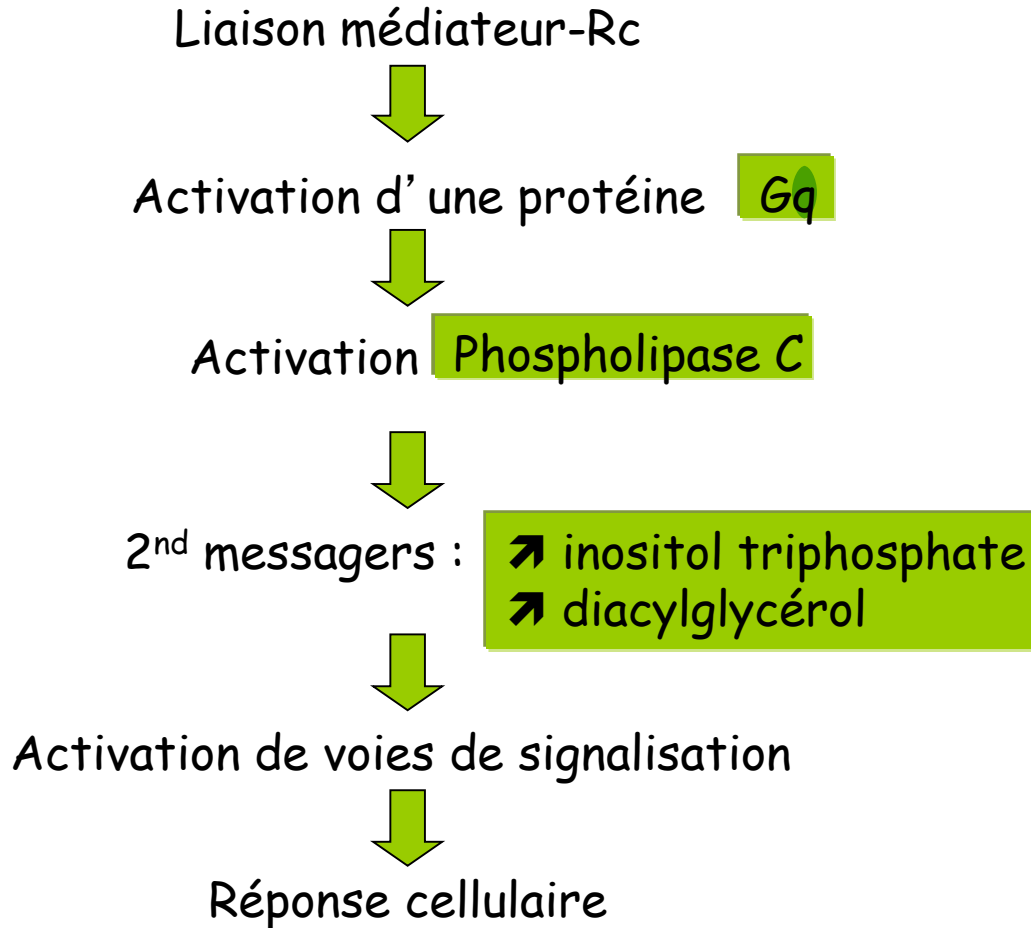 Liaison médiateur-Rc
Activation d’une protéine Gq
Activation Phospholipase C
2nd messagers : ↗ inositol triphosphate
↗ diacylglycérol
Activation de voies de signalisation
Réponse cellulaire